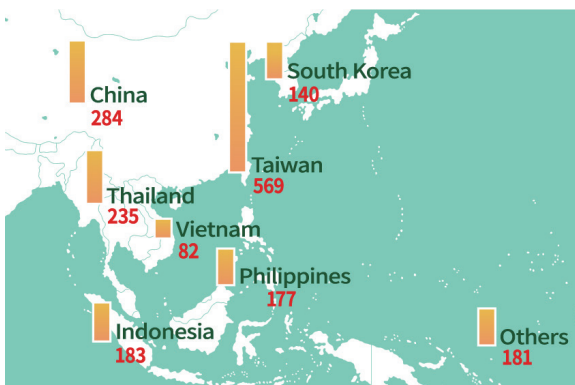 South Korea
140
China
284
Taiwan
569
Thailand
235
Vietnam
82
Philippines
177
Indonesia
183
Others
181